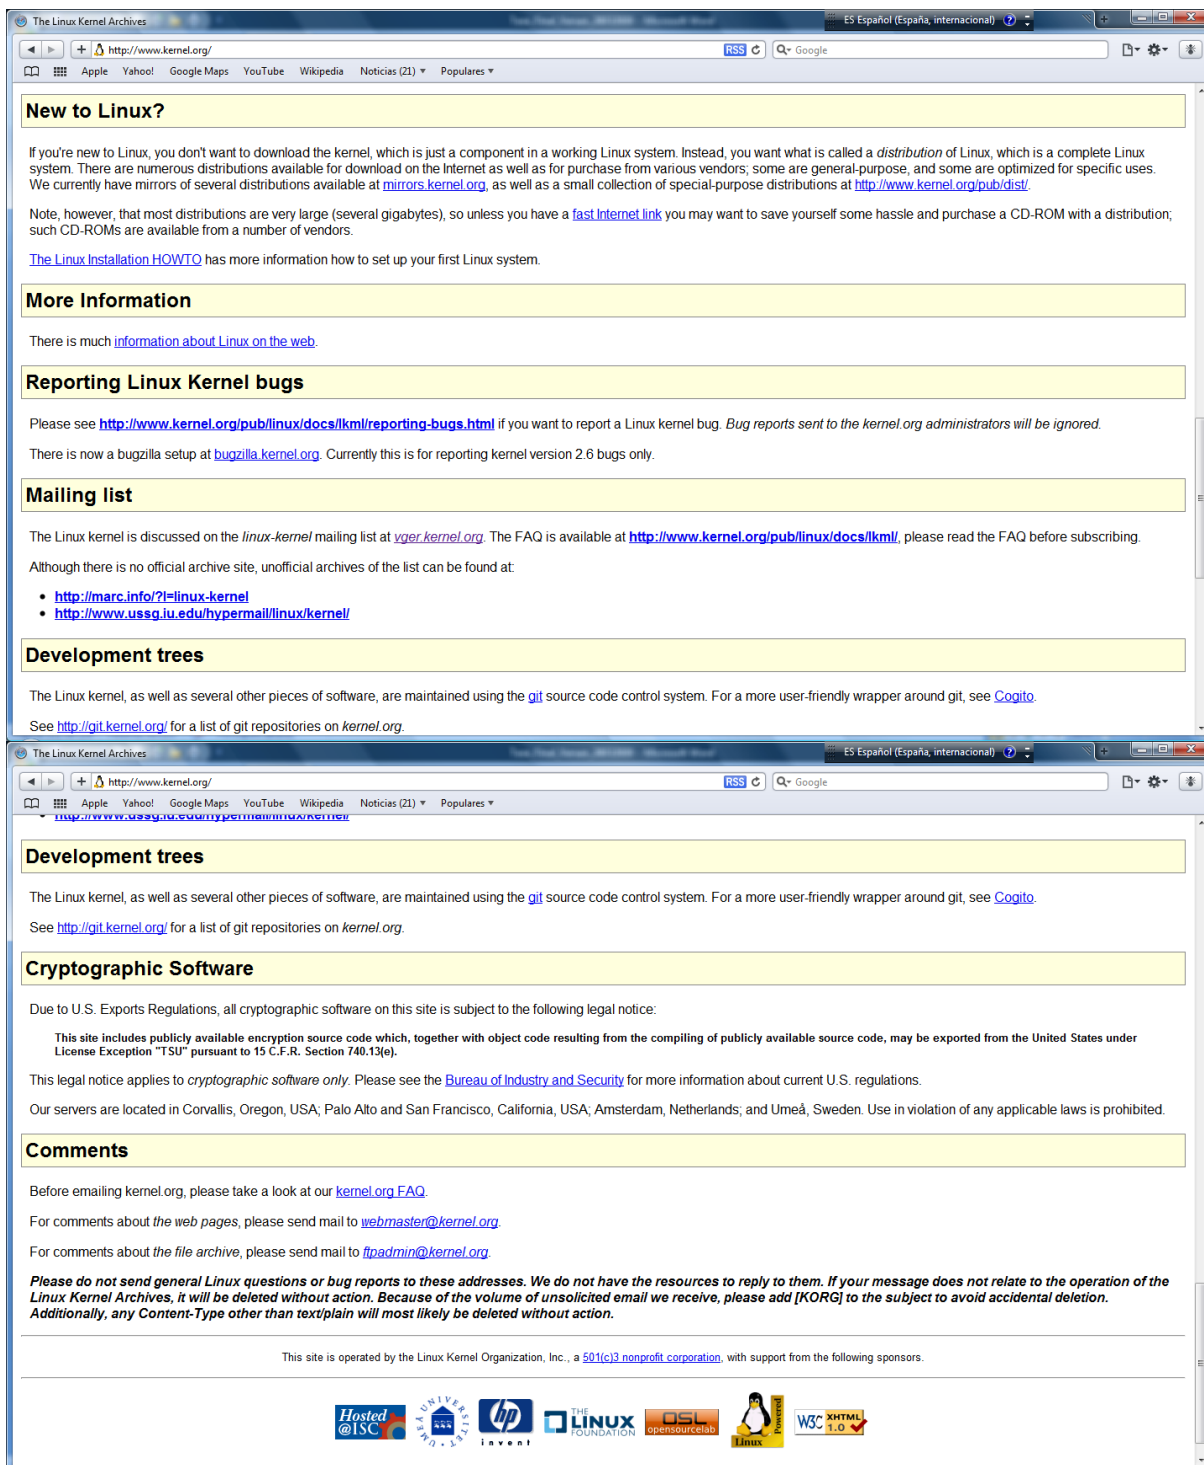 The Linux Kernel Archives
ES Español (España, internacional)
http://www.kernel.org/
RSS
Google
Apple Yahoo! Google Maps YouTube Wikipedia Noticias (21) Populares
New to Linux?
If you're new to Linux, you don't want to download the kernel, which is just a component in a working Linux system. Instead, you want what is called a distribution of Linux, which is a complete Linux
system. There are numerous distributions available for download on the Internet as well as for purchase from various vendors; some are general-purpose, and some are optimized for specific uses.
We currently have mirrors of several distributions available at mirrors.kernel.org, as well as a small collection of special-purpose distributions at http://www.kernel.org/pub/dist/.
Note, however, that most distributions are very large (several gigabytes), so unless you have a fast Internet link you may want to save yourself some hassle and purchase a CD-ROM with a distribution;
such CD-ROMs are available from a number of vendors.
The Linux Installation HOWTO has more information how to set up your first Linux system.
More Information
There is much information about Linux on the web.
Reporting Linux Kernel bugs
Please see http://www.kernel.org/pub/linux/docs/lkml/reporting-bugs.html if you want to report a Linux kernel bug. Bug reports sent to the kernel.org administrators will be ignored.
There is now a bugzilla setup at bugzilla.kernel.org. Currently this is for reporting kernel version 2.6 bugs only.
Mailing list
The Linux kernel is discussed on the linux-kernel mailing list at vger.kernel.org. The FAQ is available at http://www.kernel.org/pub/linux/docs/lkml/, please read the FAQ before subscribing.
Although there is no official archive site, unofficial archives of the list can be found at:
• http://marc.info/?l=linux-kernel
• http://www.ussg.iu.edu/hypermail/linux/kernel/
Development trees
The Linux kernel, as well as several other pieces of software, are maintained using the git source code control system. For a more user-friendly wrapper around git, see Cogito.
See http://git.kernel.org/ for a list of git repositories on kernel.org.
The Linux Kernel Archives
ES Español (España, internacional)
http://www.kernel.org/
RSS
Google
Apple Yahoo! Google Maps YouTube Wikipedia Noticias (21) Populares
• http://www.ussg.iu.edu/hypermail/linux/kernel/
Development trees
The Linux kernel, as well as several other pieces of software, are maintained using the git source code control system. For a more user-friendly wrapper around git, see Cogito.
See http://git.kernel.org/ for a list of git repositories on kernel.org.
Cryptographic Software
Due to U.S. Exports Regulations, all cryptographic software on this site is subject to the following legal notice:
This site includes publicly available encryption source code which, together with object code resulting from the compiling of publicly available source code, may be exported from the United States under
License Exception "TSU" pursuant to 15 C.F.R. Section 740.13(e).
This legal notice applies to cryptographic software only. Please see the Bureau of Industry and Security for more information about current U.S. regulations.
Our servers are located in Corvallis, Oregon, USA; Palo Alto and San Francisco, California, USA; Amsterdam, Netherlands; and Umeå, Sweden. Use in violation of any applicable laws is prohibited.
Comments
Before emailing kernel.org, please take a look at our kernel.org FAQ.
For comments about the web pages, please send mail to webmaster@kernel.org.
For comments about the file archive, please send mail to ftpadmin@kernel.org.
Please do not send general Linux questions or bug reports to these addresses. We do not have the resources to reply to them. If your message does not relate to the operation of the
Linux Kernel Archives, it will be deleted without action. Because of the volume of unsolicited email we receive, please add [KORG] to the subject to avoid accidental deletion.
Additionally, any Content-Type other than text/plain will most likely be deleted without action.
This site is operated by the Linux Kernel Organization, Inc., a 501(c)3 nonprofit corporation, with support from the following sponsors.
Hosted
@ISC
UMEÅ UNIVERSITET
hp
invent
THE
LINUX
FOUNDATION
OSL
opensourcelab
Linux
Powered
W3C XHTML
1.0